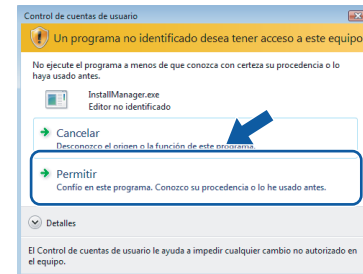 Control de cuentas de usuario
Un programa no identificado desea tener acceso a este equipo
No ejecute el programa a menos de que conozca con certeza su procedencia o lo
haya usado antes.
InstallManager.exe
Editor no identificado
Cancelar
Desconozco el origen o la función de este programa.
Permitir
Confío en este programa. Conozco su procedencia o lo he usado antes.
Detalles
El Control de cuentas de usuario le ayuda a impedir cualquier cambio no autorizado en
el equipo.